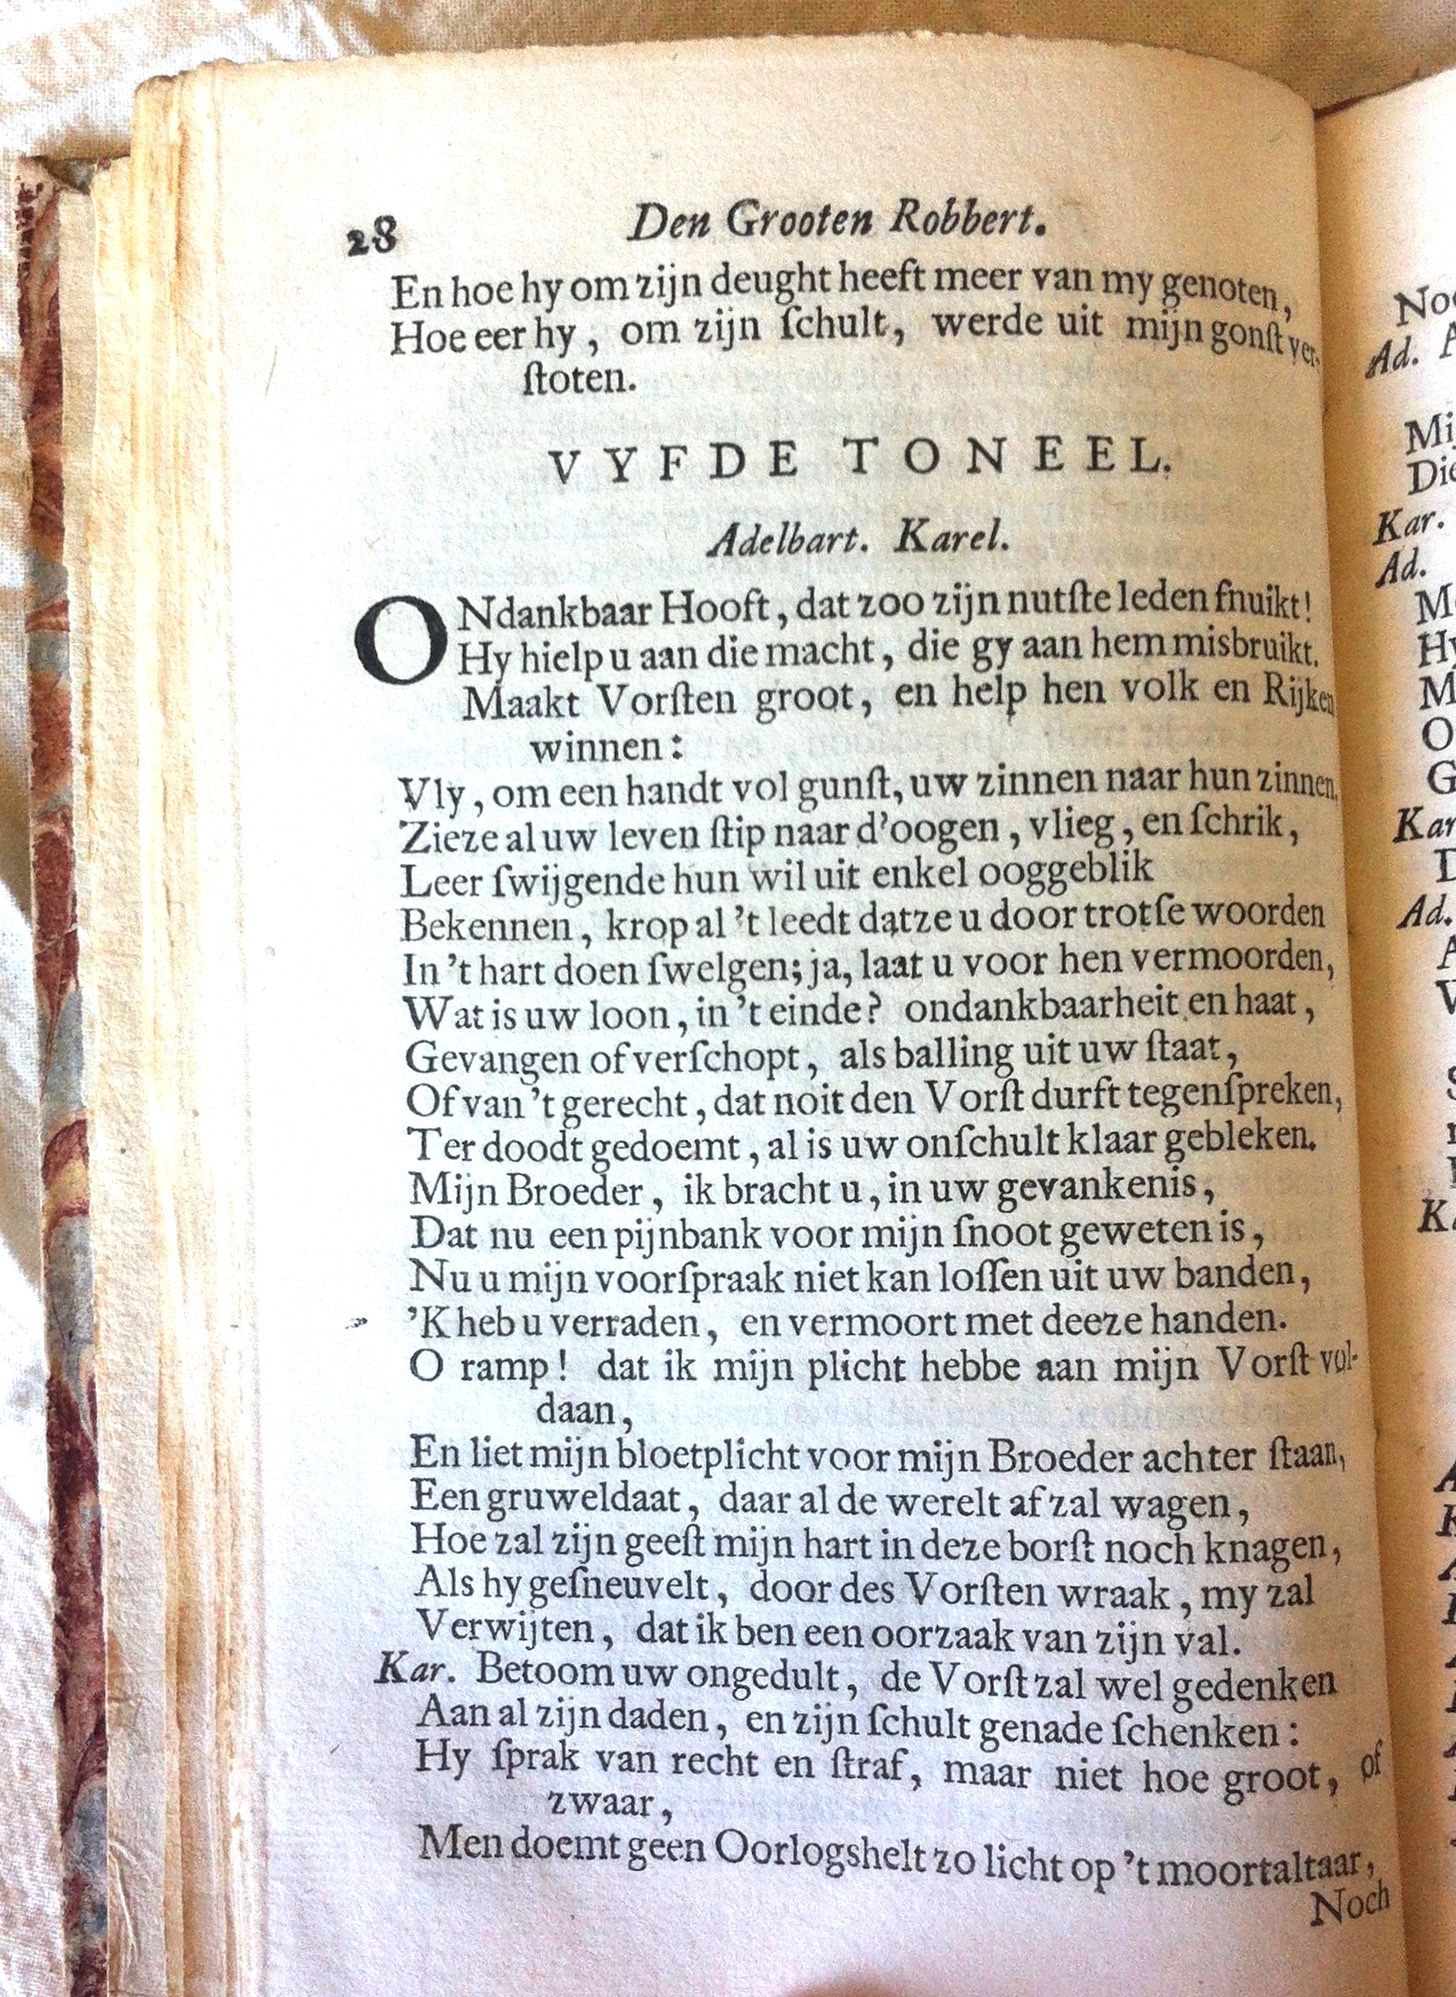 28 Den Grooten Robbert.
En hoe hy om zijn deught heeft meer van my genoten,
Hoe eer hy, om zijn ſchult, werde uit mijn gonſt ver-
ſtoten.
VYFDE TONEEL.
Adelbart. Karel.
ONdankbaar Hooft, dat zoo zijn nutſte leden ſnuikt!
Hy hielp u aan die macht, die gy aan hem misbruikt.
Maakt Vorſten groot, en help hen volk en Rijken
winnen:
Vly, om een handt vol gunſt, uw zinnen naar hun zinnen,
Zieze al uw leven ſtip naar d'oogen, vlieg, en ſchrik,
Leer ſwijgende hun wil uit enkel ooggeblik
Bekennen, krop al 't leedt datze u door trotſe woorden
In 't hart doen ſwelgen; ja, laat u voor hen vermoorden,
Wat is uw loon, in 't einde? ondankbaarheit en haat,
Gevangen of verſchopt, als balling uit uw ſtaat,
Of van 't gerecht, dat noit den Vorſt durft tegenſpreken,
Ter doodt gedoemt, al is uw onſchult klaar gebleken.
Mijn Broeder, ik bracht u, in uw gevankenis,
Dat nu een pijnbank voor mijn ſnoot geweten is,
Nu u mijn voorſpraak niet kan loſſen uit uw banden,
'K heb u verraden, en vermoort met deeze handen.
O ramp! dat ik mijn plicht hebbe aan mijn Vorſt vol-
daan,
En liet mijn bloetplicht voor mijn Broeder achter ſtaan,
Een gruweldaat, daar al de werelt af zal wagen,
Hoe zal zijn geeſt mijn hart in deze borſt noch knagen,
Als hy geſneuvelt, door des Vorſten wraak, my zal
Verwijten, dat ik ben een oorzaak van zijn val.
Kar. Betoom uw ongedult, de Vorſt zal wel gedenken
Aan al zijn daden, en zijn ſchult genade ſchenken:
Hy ſprak van recht en ſtraf, maar niet hoe groot, of
zwaar,
Men doemt geen Oorlogshelt zo licht op 't moortaltaar,
Noch
Ad.
Kar.
Ad.
Ad.